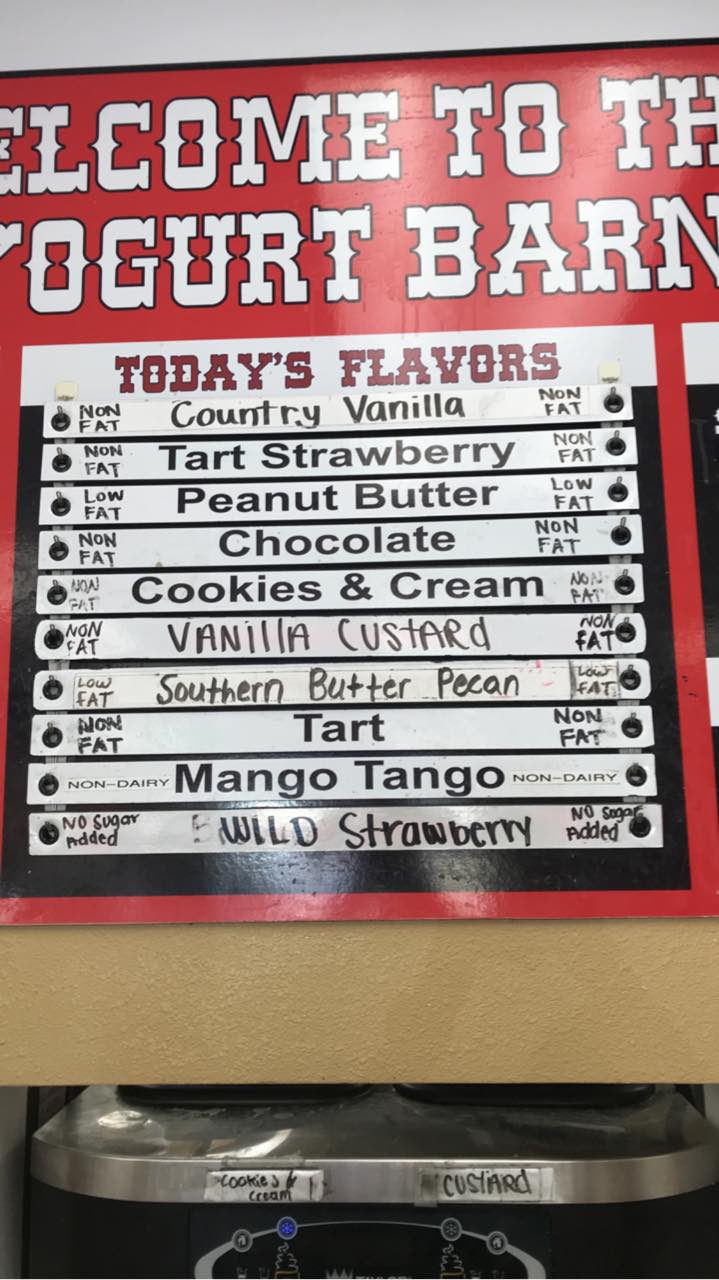 ELCOME TO TH
YOGURT BARN
TODAY'S FLAVORS
NON FAT Country Vanilla NON FAT
NON FAT Tart Strawberry NON FAT
LOW FAT Peanut Butter LOW FAT
NON FAT Chocolate NON FAT
NON FAT Cookies & Cream NON FAT
NON FAT VANIllA CUSTARd NON FAT
LOW FAT Southern Butter Pecan LOW FAT
NON FAT Tart NON FAT
NON-DAIRY Mango Tango NON-DAIRY
NO Sugar Added WILD Strawberry NO Sugar Added
Cookies & cream CUSTARd